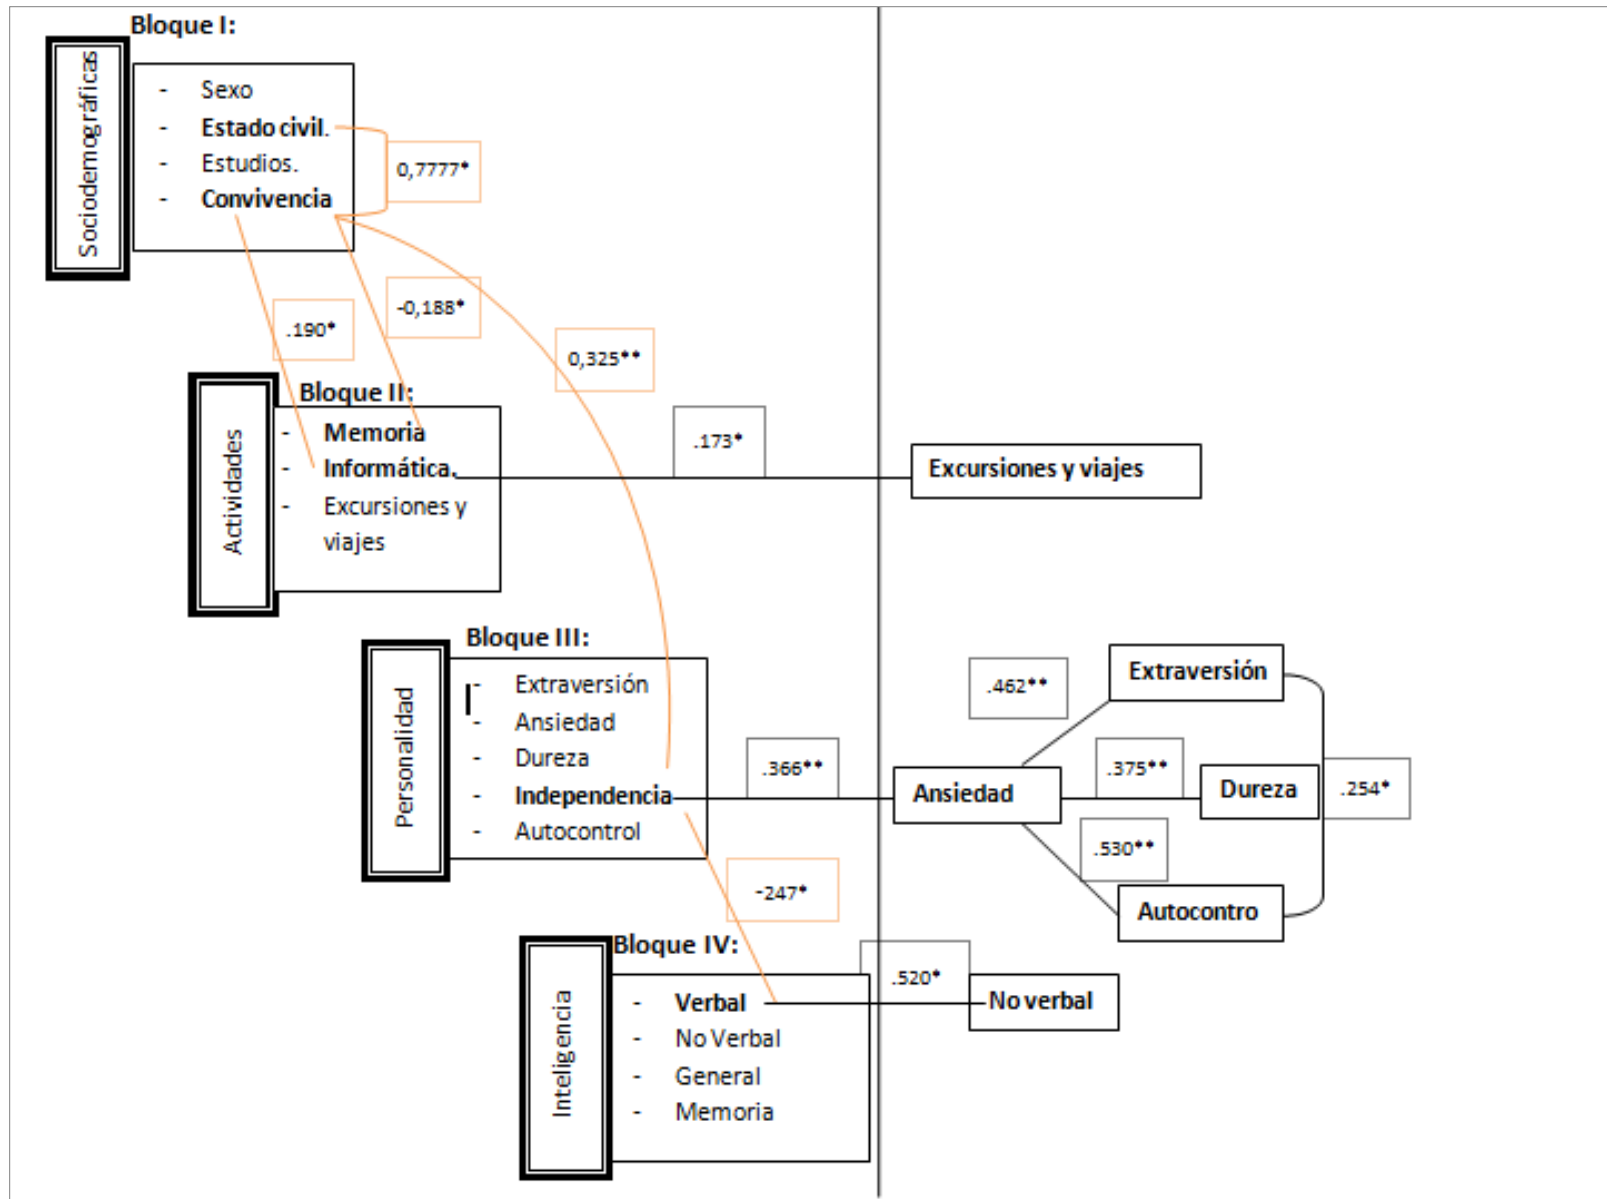 Bloque I:
Sociodemográficas
- Sexo
- Estado civil.
- Estudios.
- Convivencia
0,7777*
.190*
-0,188*
0,325**
Bloque II:
Actividades
- Memoria
- Informática.
- Excursiones y
viajes
.173*
Excursiones y viajes
Bloque III:
Personalidad
- Extraversión
- Ansiedad
- Dureza
- Independencia
- Autocontrol
.366**
Ansiedad
.462**
Extraversión
.375**
Dureza
.254*
.530**
Autocontro
-247*
Bloque IV:
Inteligencia
- Verbal
- No Verbal
- General
- Memoria
.520*
No verbal